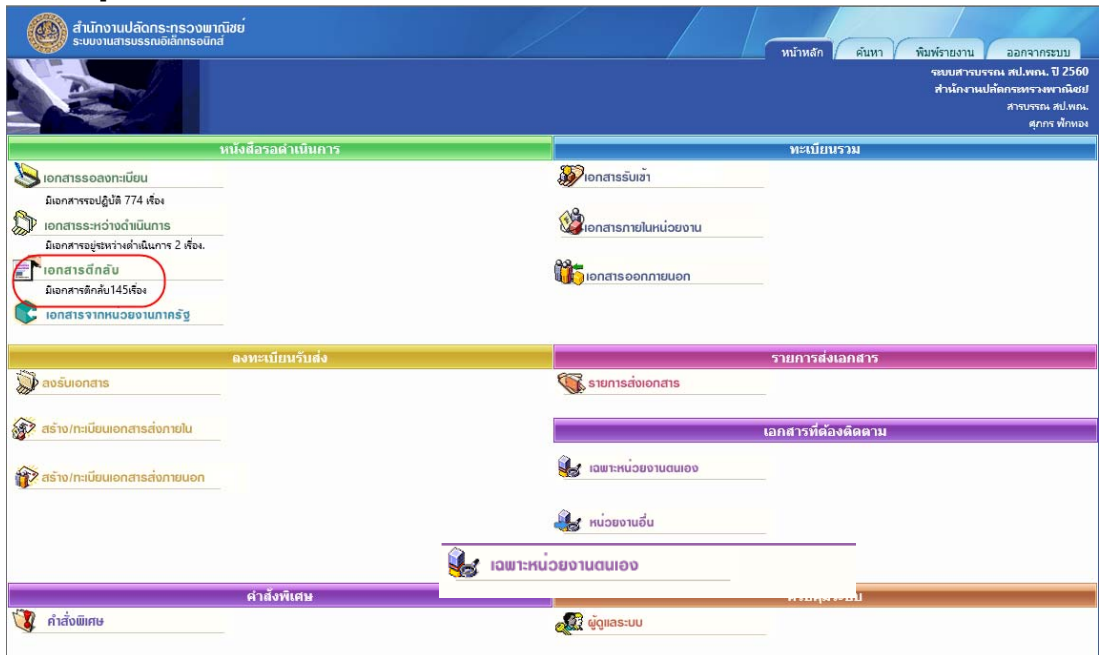 สำนักงานปลัดกระทรวงพาณิชย์
ระบบงานสารบรรณอิเล็กทรอนิกส์
หน้าหลัก ค้นหา พิมพ์รายงาน ออกจากระบบ
ระบบสารบรรณ สป.พณ. ปี 2560
สำนักงานปลัดกระทรวงพาณิชย์
สารบรรณ สป.พณ.
ศุภกร ฟักทอง
หนังสือรอดำเนินการ
เอกสารรอลงทะเบียน
มีเอกสารรอปฏิบัติ 774 เรื่อง
เอกสารระหว่างดำเนินการ
มีเอกสารอยู่ระหว่างดำเนินการ 2 เรื่อง.
เอกสารตีกลับ
มีเอกสารตีกลับ145เรื่อง
เอกสารจากหน่วยงานภาครัฐ
ทะเบียนรวม
เอกสารรับเข้า
เอกสารภายในหน่วยงาน
เอกสารออกภายนอก
ลงทะเบียนรับส่ง
ลงรับเอกสาร
สร้าง/ทะเบียนเอกสารส่งภายใน
สร้าง/ทะเบียนเอกสารส่งภายนอก
รายการส่งเอกสาร
รายการส่งเอกสาร
เอกสารที่ต้องติดตาม
เฉพาะหน่วยงานตนเอง
หน่วยงานอื่น
เฉพาะหน่วยงานตนเอง
คำสั่งพิเศษ
คำสั่งพิเศษ
ผู้ดูแลระบบ